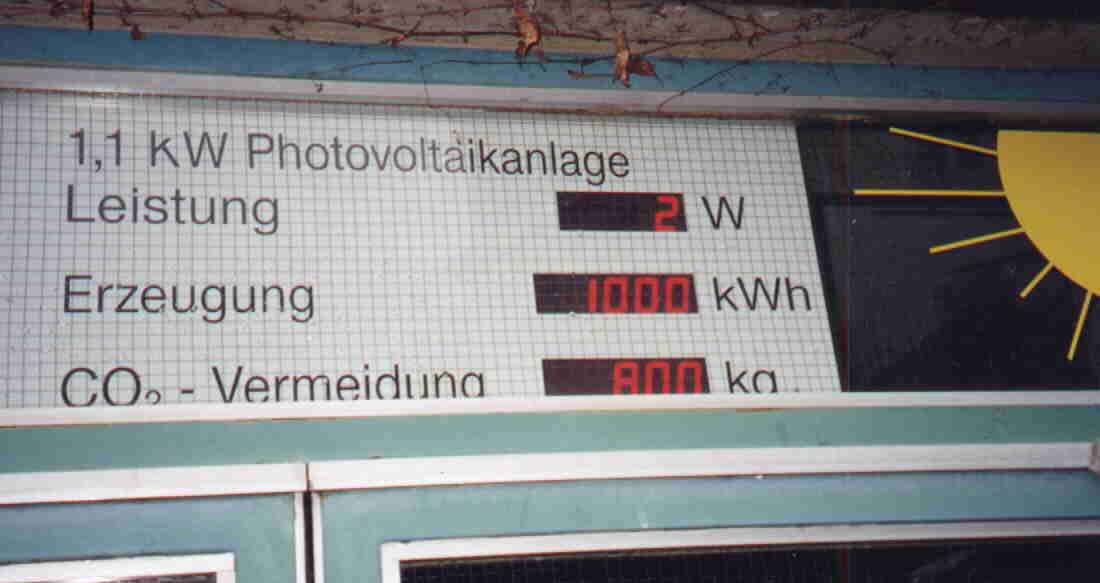 1,1 kW Photovoltaikanlage
Leistung 2 W
Erzeugung 1000 kWh
CO₂ - Vermeidung 800 kg